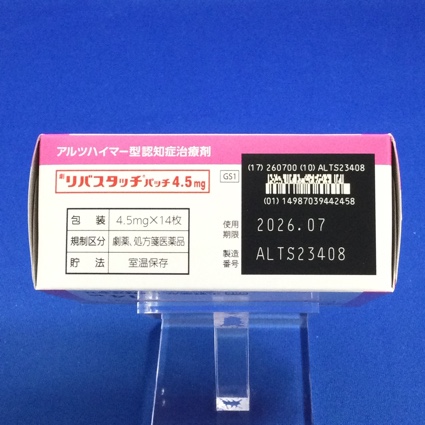 アルツハイマー型認知症治療剤
劇 リバスタッチ®パッチ4.5mg
包装 4.5mg×14枚
規制区分 劇薬、処方箋医薬品
貯法 室温保存
GS1
(17) 260700 (10) ALTS23408
(01) 14987039442458
使用期限 2026.07
製造番号 ALTS23408